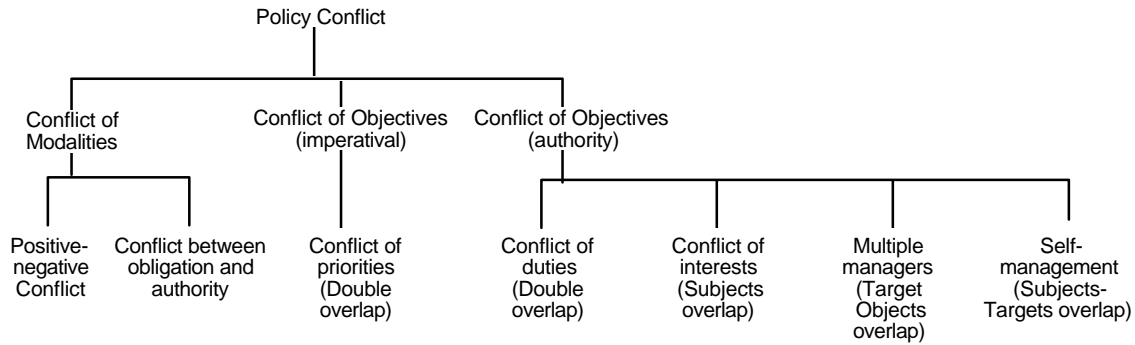 Policy Conflict
Conflict of
Modalities
Conflict of Objectives
(imperatival)
Conflict of Objectives
(authority)
Positive-
negative
Conflict
Conflict between
obligation and
authority
Conflict of
priorities
(Double
overlap)
Conflict of
duties
(Double
overlap)
Conflict of
interests
(Subjects
overlap)
Multiple
managers
(Target
Objects
overlap)
Self-
management
(Subjects-
Targets overlap)